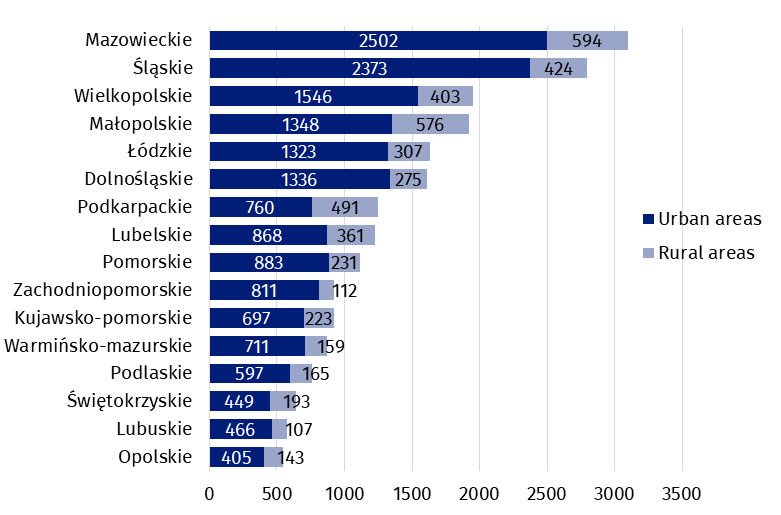 Mazowieckie 2502 594
Śląskie 2373 424
Wielkopolskie 1546 403
Małopolskie 1348 576
Łódzkie 1323 307
Dolnośląskie 1336 275
Podkarpackie 760 491
Urban areas
Lubelskie 868 361
Rural areas
Pomorskie 883 231
Zachodniopomorskie 811 112
Kujawsko-pomorskie 697 223
Warmińsko-mazurskie 711 159
Podlaskie 597 165
Świętokrzyskie 449 193
Lubuskie 466 107
Opolskie 405 143
0 500 1000 1500 2000 2500 3000 3500